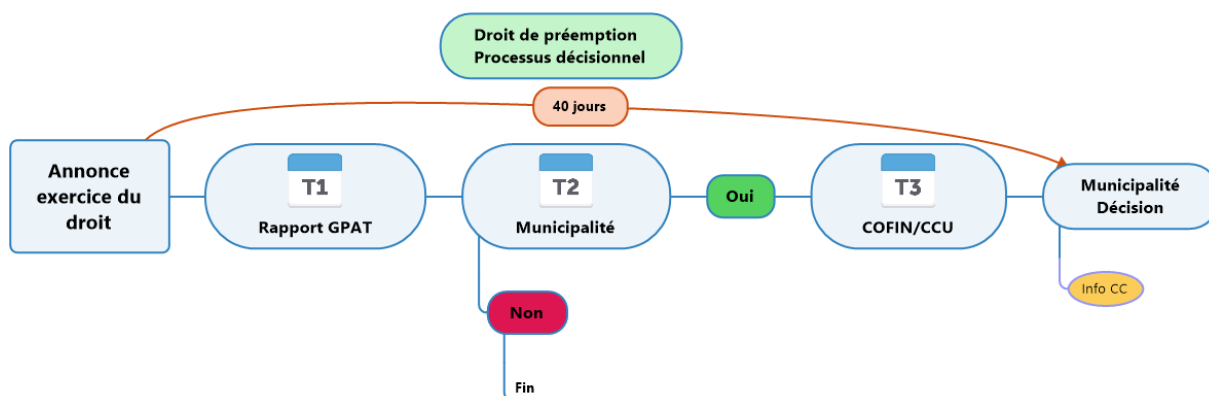 Droit de préemption
Processus décisionnel
40 jours
Annonce
exercice du
droit
T1
Rapport GPAT
T2
Municipalité
Oui
T3
COFIN/CCU
Municipalité
Décision
Info CC
Non
Fin